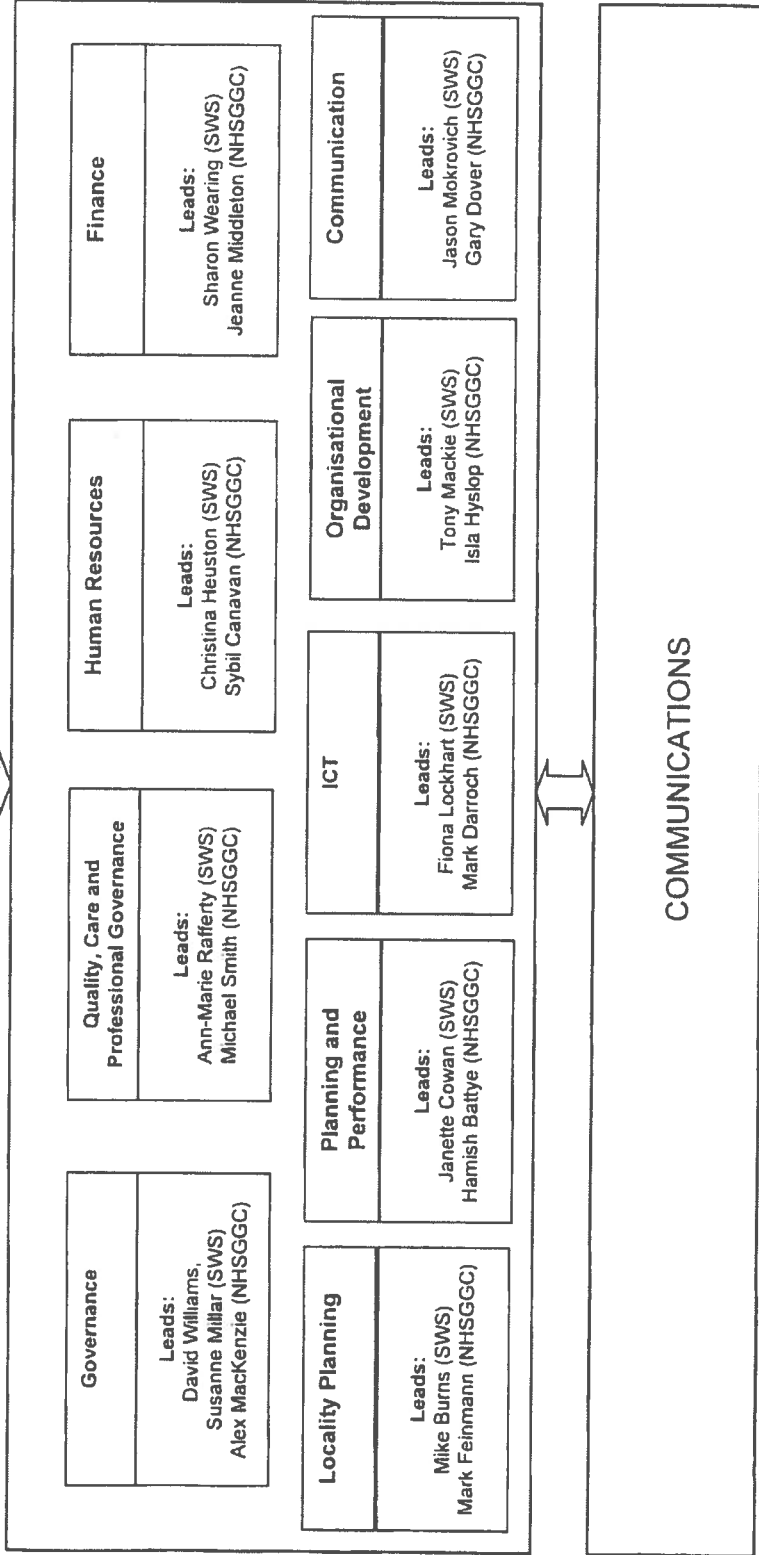 Governance
Leads:
David Williams,
Susanne Millar (SWS)
Alex MacKenzie (NHSGGC)
Quality, Care and
Professional Governance
Leads:
Ann-Marie Rafferty (SWS)
Michael Smith (NHSGGC)
Human Resources
Leads:
Christina Heuston (SWS)
Sybil Canavan (NHSGGC)
Finance
Leads:
Sharon Wearing (SWS)
Jeanne Middleton (NHSGGC)
Locality Planning
Leads:
Mike Burns (SWS)
Mark Feinmann (NHSGGC)
Planning and
Performance
Leads:
Janette Cowan (SWS)
Hamish Battye (NHSGGC)
ICT
Leads:
Fiona Lockhart (SWS)
Mark Darroch (NHSGGC)
Organisational
Development
Leads:
Tony Mackie (SWS)
Isla Hyslop (NHSGGC)
Communication
Leads:
Jason Mokrovich (SWS)
Gary Dover (NHSGGC)
COMMUNICATIONS